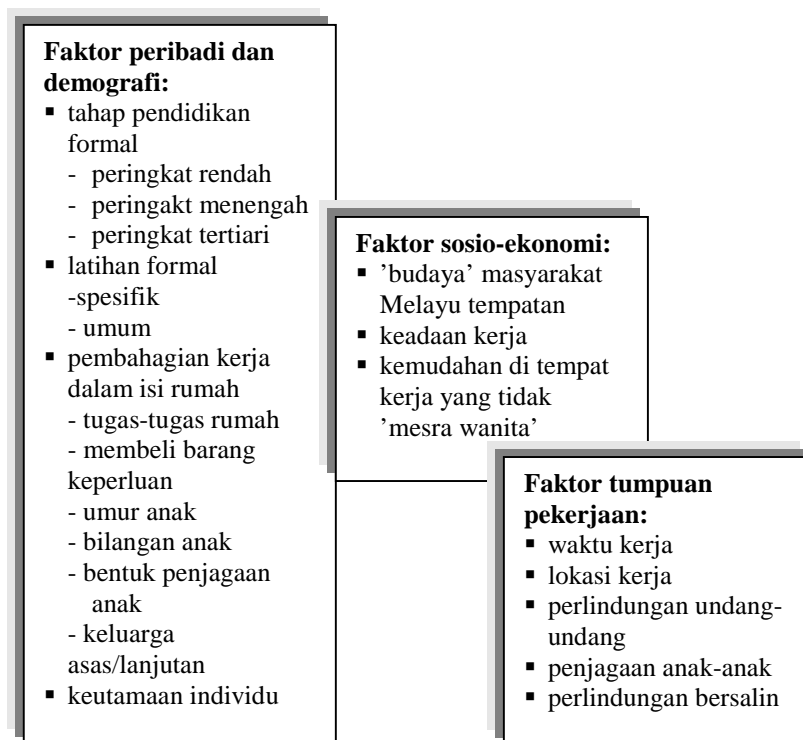 Faktor peribadi dan
demografi:
▪ tahap pendidikan
formal
- peringkat rendah
- peringakt menengah
- peringkat tertiari
▪ latihan formal
-spesifik
- umum
▪ pembahagian kerja
dalam isi rumah
- tugas-tugas rumah
- membeli barang
keperluan
- umur anak
- bilangan anak
- bentuk penjagaan
anak
- keluarga
asas/lanjutan
▪ keutamaan individu
Faktor sosio-ekonomi:
▪ ’budaya’ masyarakat
Melayu tempatan
▪ keadaan kerja
▪ kemudahan di tempat
kerja yang tidak
’mesra wanita’
Faktor tumpuan
pekerjaan:
▪ waktu kerja
▪ lokasi kerja
▪ perlindungan undang-
undang
▪ penjagaan anak-anak
▪ perlindungan bersalin